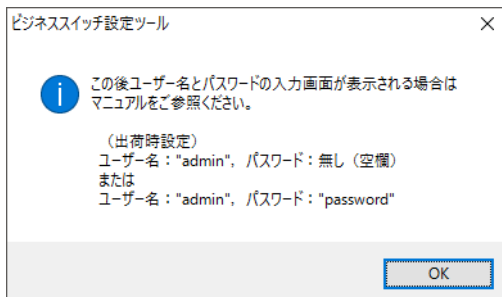 ビジネススイッチ設定ツール
この後ユーザー名とパスワードの入力画面が表示される場合は
マニュアルをご参照ください。
（出荷時設定）
ユーザー名："admin", パスワード：無し（空欄）
または
ユーザー名："admin", パスワード："password"
OK